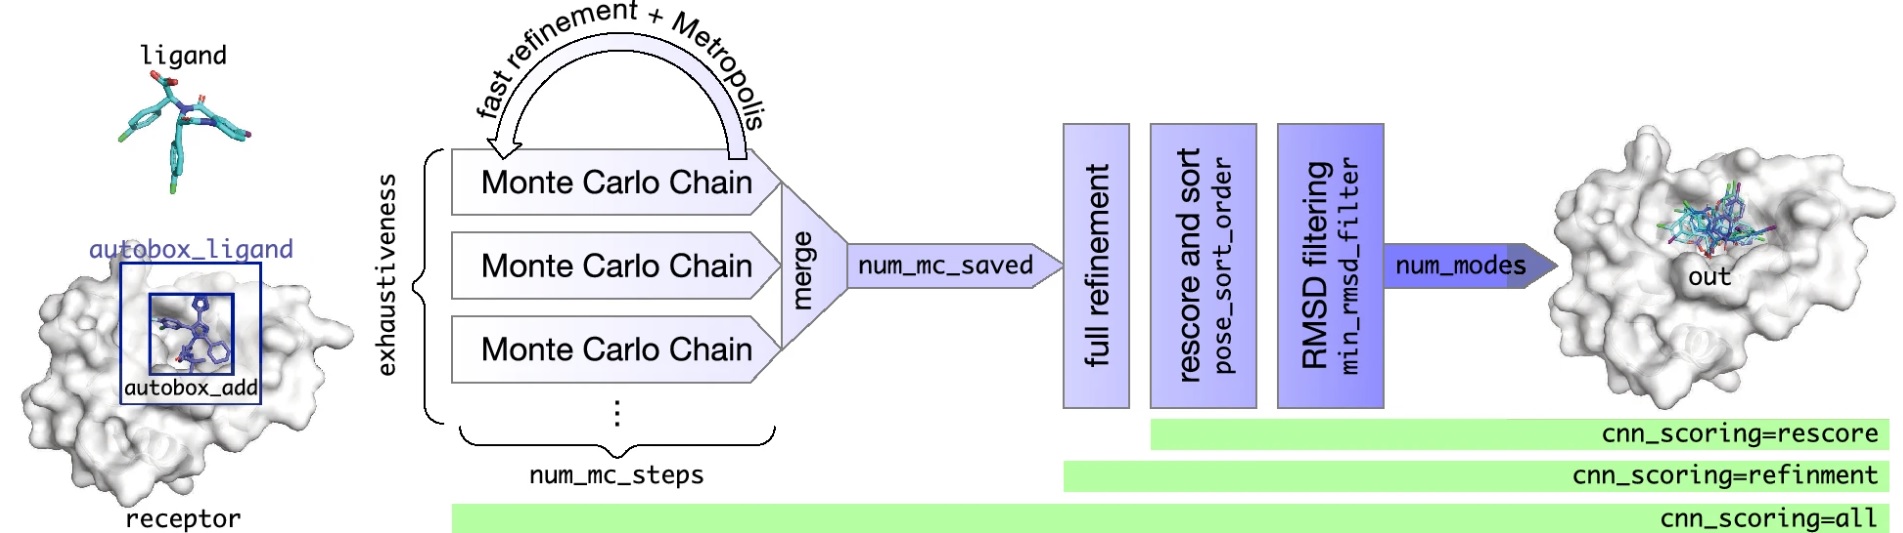 ligand
autobox_ligand
autobox_add
receptor
fast refinement + Metropolis
exhaustiveness
Monte Carlo Chain
Monte Carlo Chain
Monte Carlo Chain
⋮
num_mc_steps
merge
num_mc_saved
full refinement
rescore and sort
pose_sort_order
RMSD filtering
min_rmsd_filter
num_modes
out
cnn_scoring=rescore
cnn_scoring=refinment
cnn_scoring=all